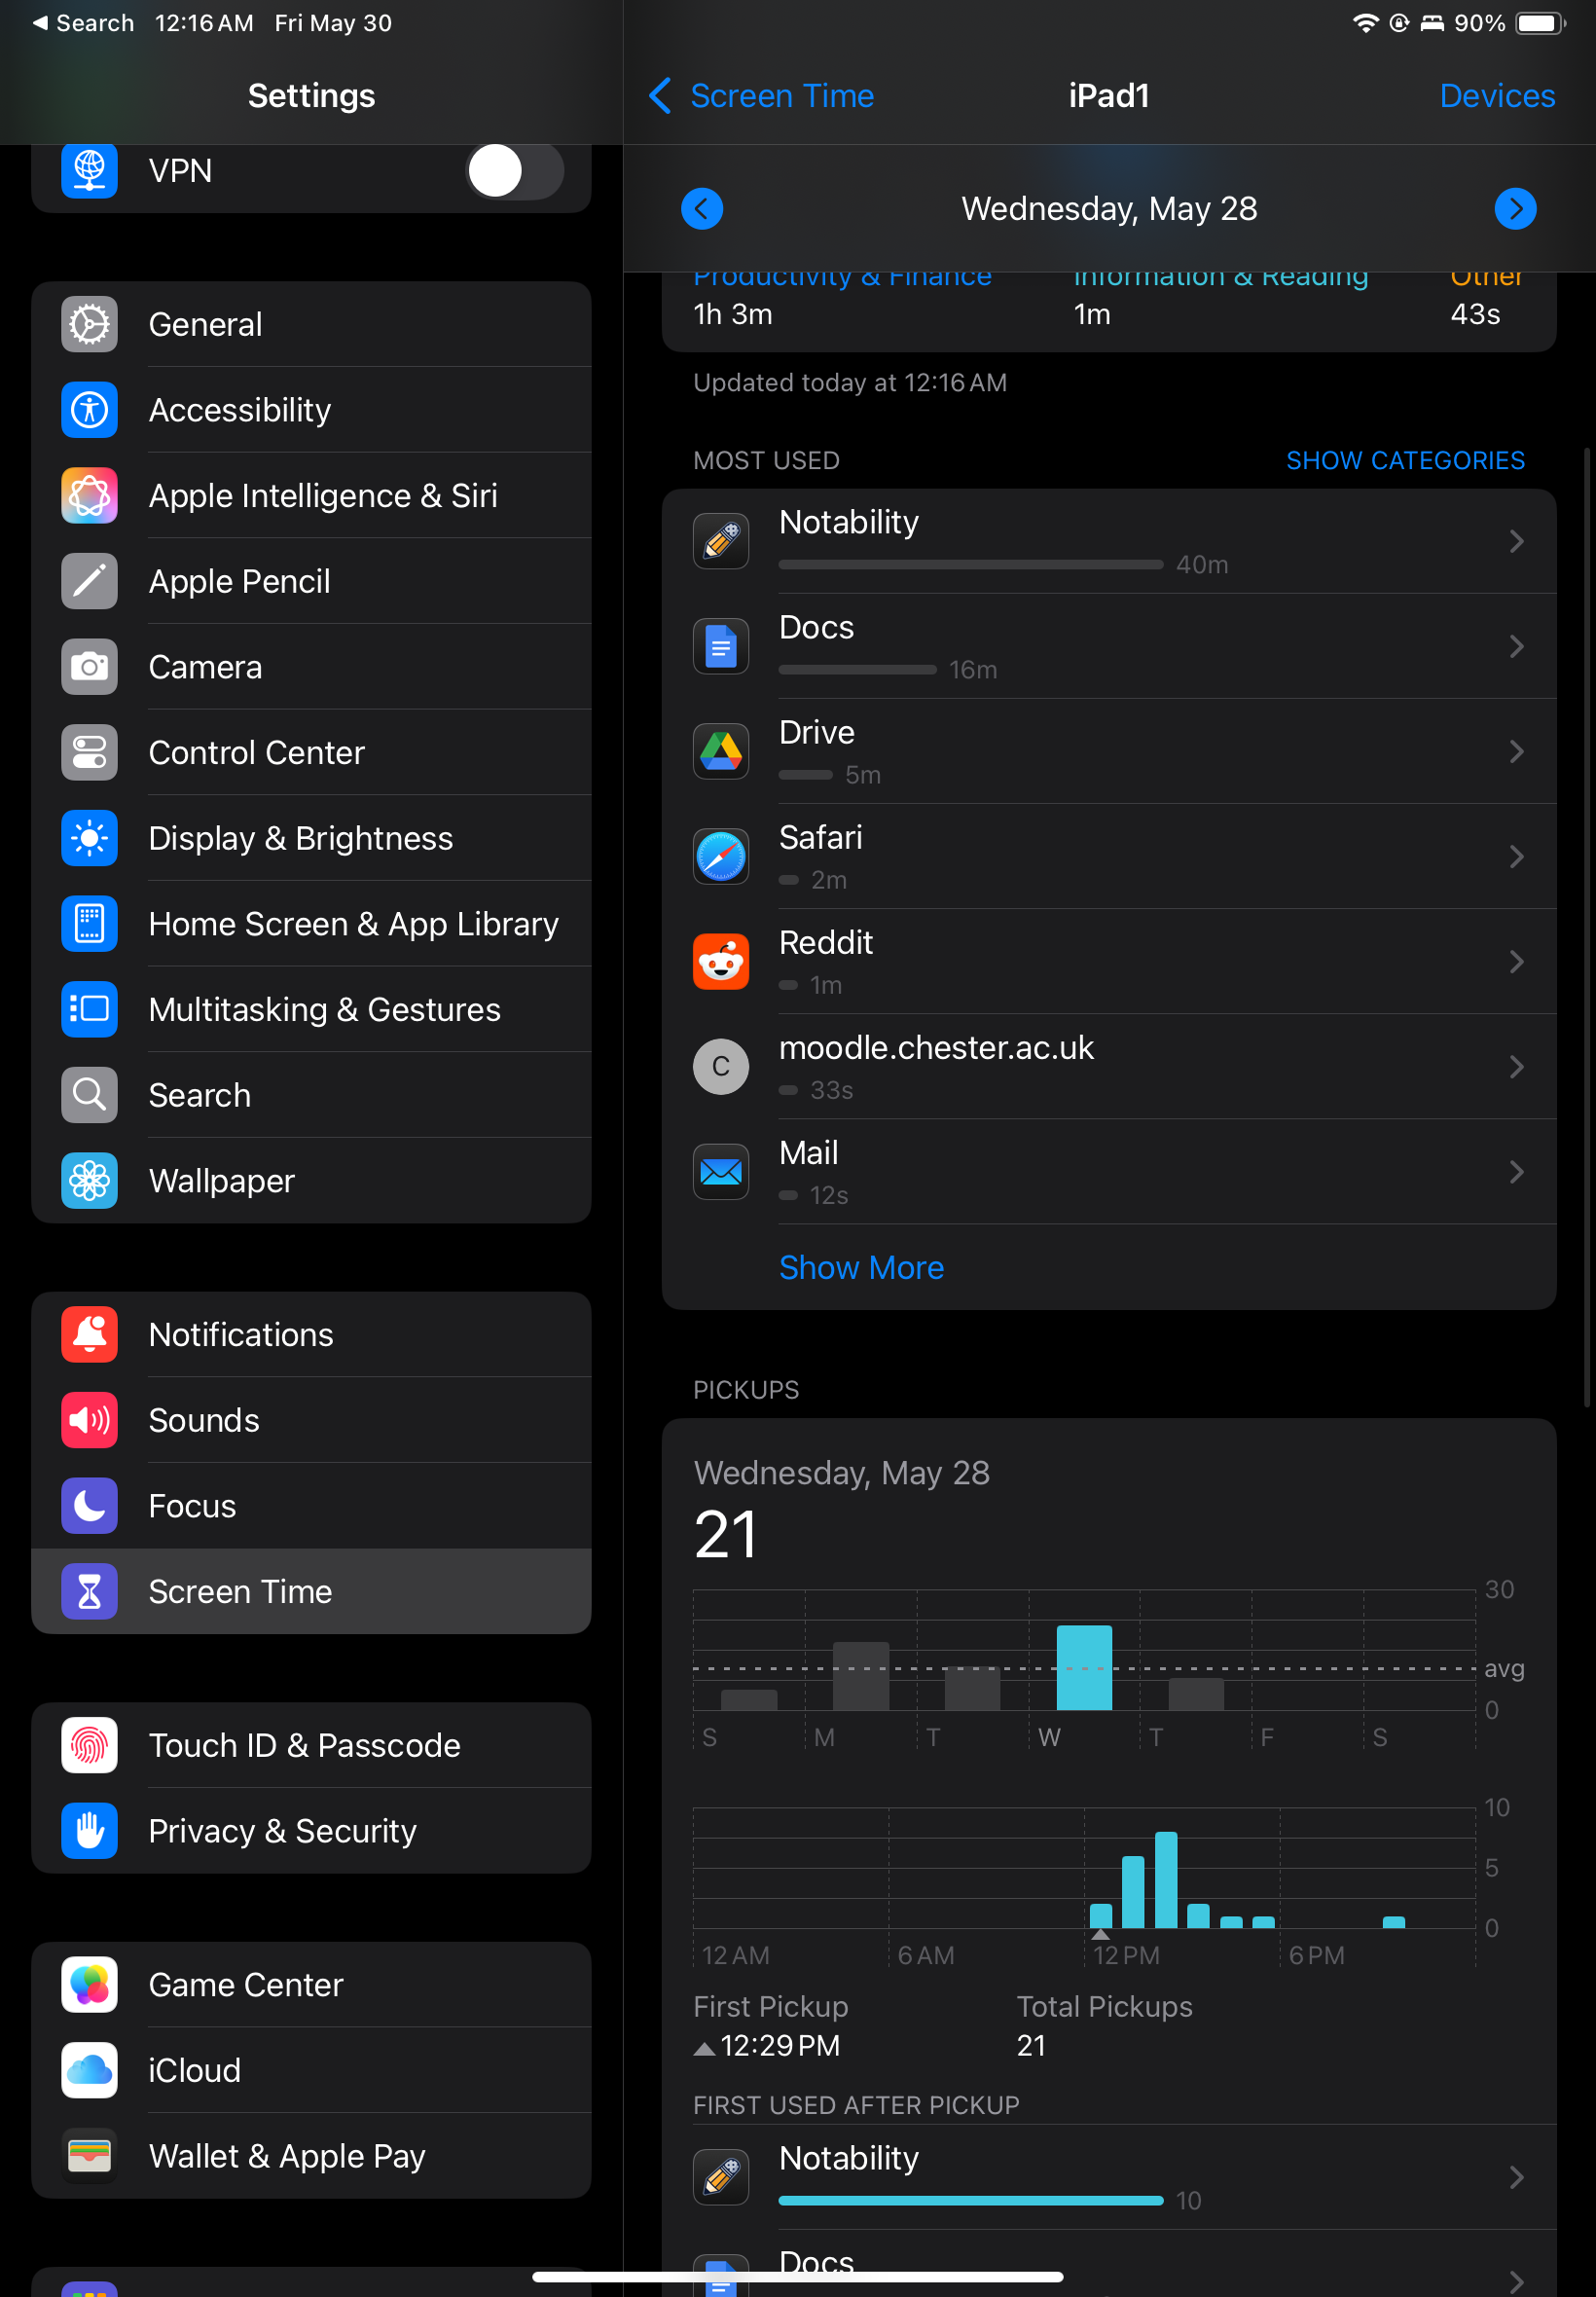 Search 12:16 AM Fri May 30
90%
Settings
VPN
General
Accessibility
Apple Intelligence & Siri
Apple Pencil
Camera
Control Center
Display & Brightness
Home Screen & App Library
Multitasking & Gestures
Search
Wallpaper
Notifications
Sounds
Focus
Screen Time
Touch ID & Passcode
Privacy & Security
Game Center
iCloud
Wallet & Apple Pay
Screen Time
iPad1
Devices
Wednesday, May 28
Productivity & Finance Information & Reading Other
1h 3m 1m 43s
Updated today at 12:16 AM
MOST USED SHOW CATEGORIES
Notability
40m
Docs
16m
Drive
5m
Safari
2m
Reddit
1m
C
moodle.chester.ac.uk
33s
Mail
12s
Show More
PICKUPS
Wednesday, May 28
21
30
avg
0
S M T W T F S
10
5
0
12 AM 6 AM 12 PM 6 PM
First Pickup Total Pickups
12:29 PM 21
FIRST USED AFTER PICKUP
Notability
10
Docs